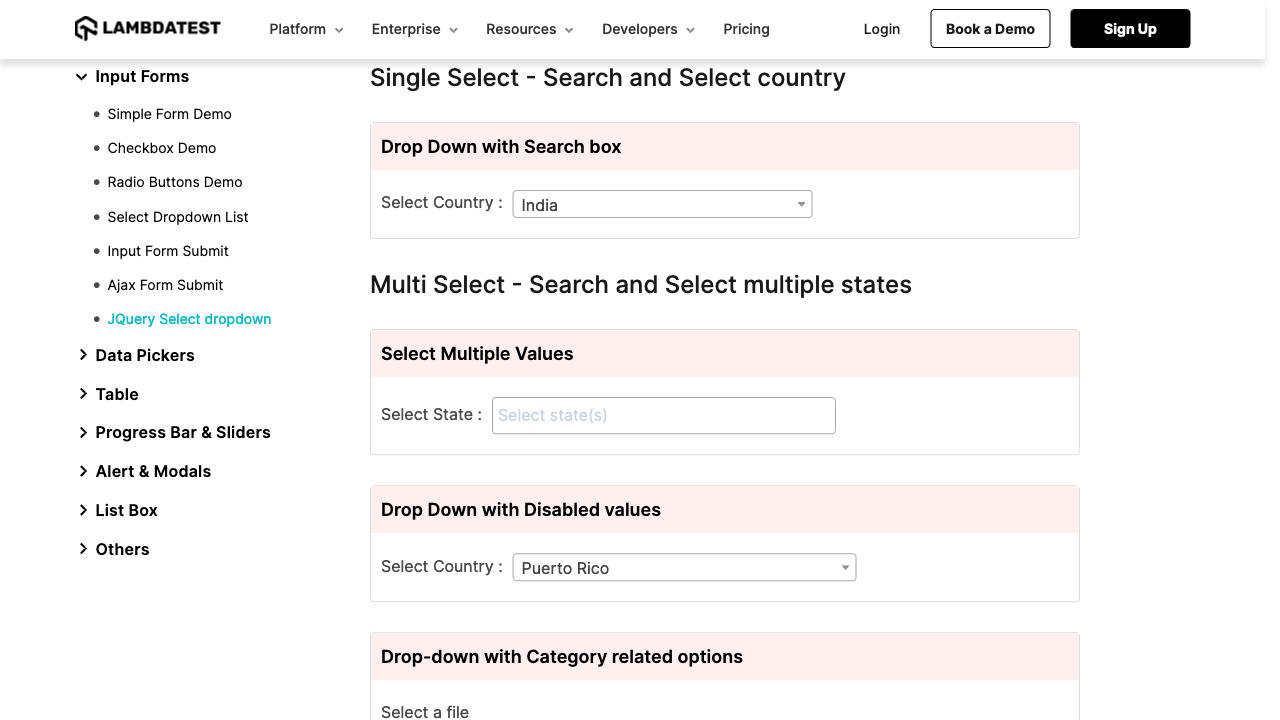 LAMBDATEST Platform Enterprise Resources Developers Pricing Login Book a Demo Sign Up
Input Forms
Simple Form Demo
Checkbox Demo
Radio Buttons Demo
Select Dropdown List
Input Form Submit
Ajax Form Submit
JQuery Select dropdown
Data Pickers
Table
Progress Bar & Sliders
Alert & Modals
List Box
Others
Single Select - Search and Select country
Drop Down with Search box
Select Country : India
Multi Select - Search and Select multiple states
Select Multiple Values
Select State : Select state(s)
Drop Down with Disabled values
Select Country : Puerto Rico
Drop-down with Category related options
Select a file